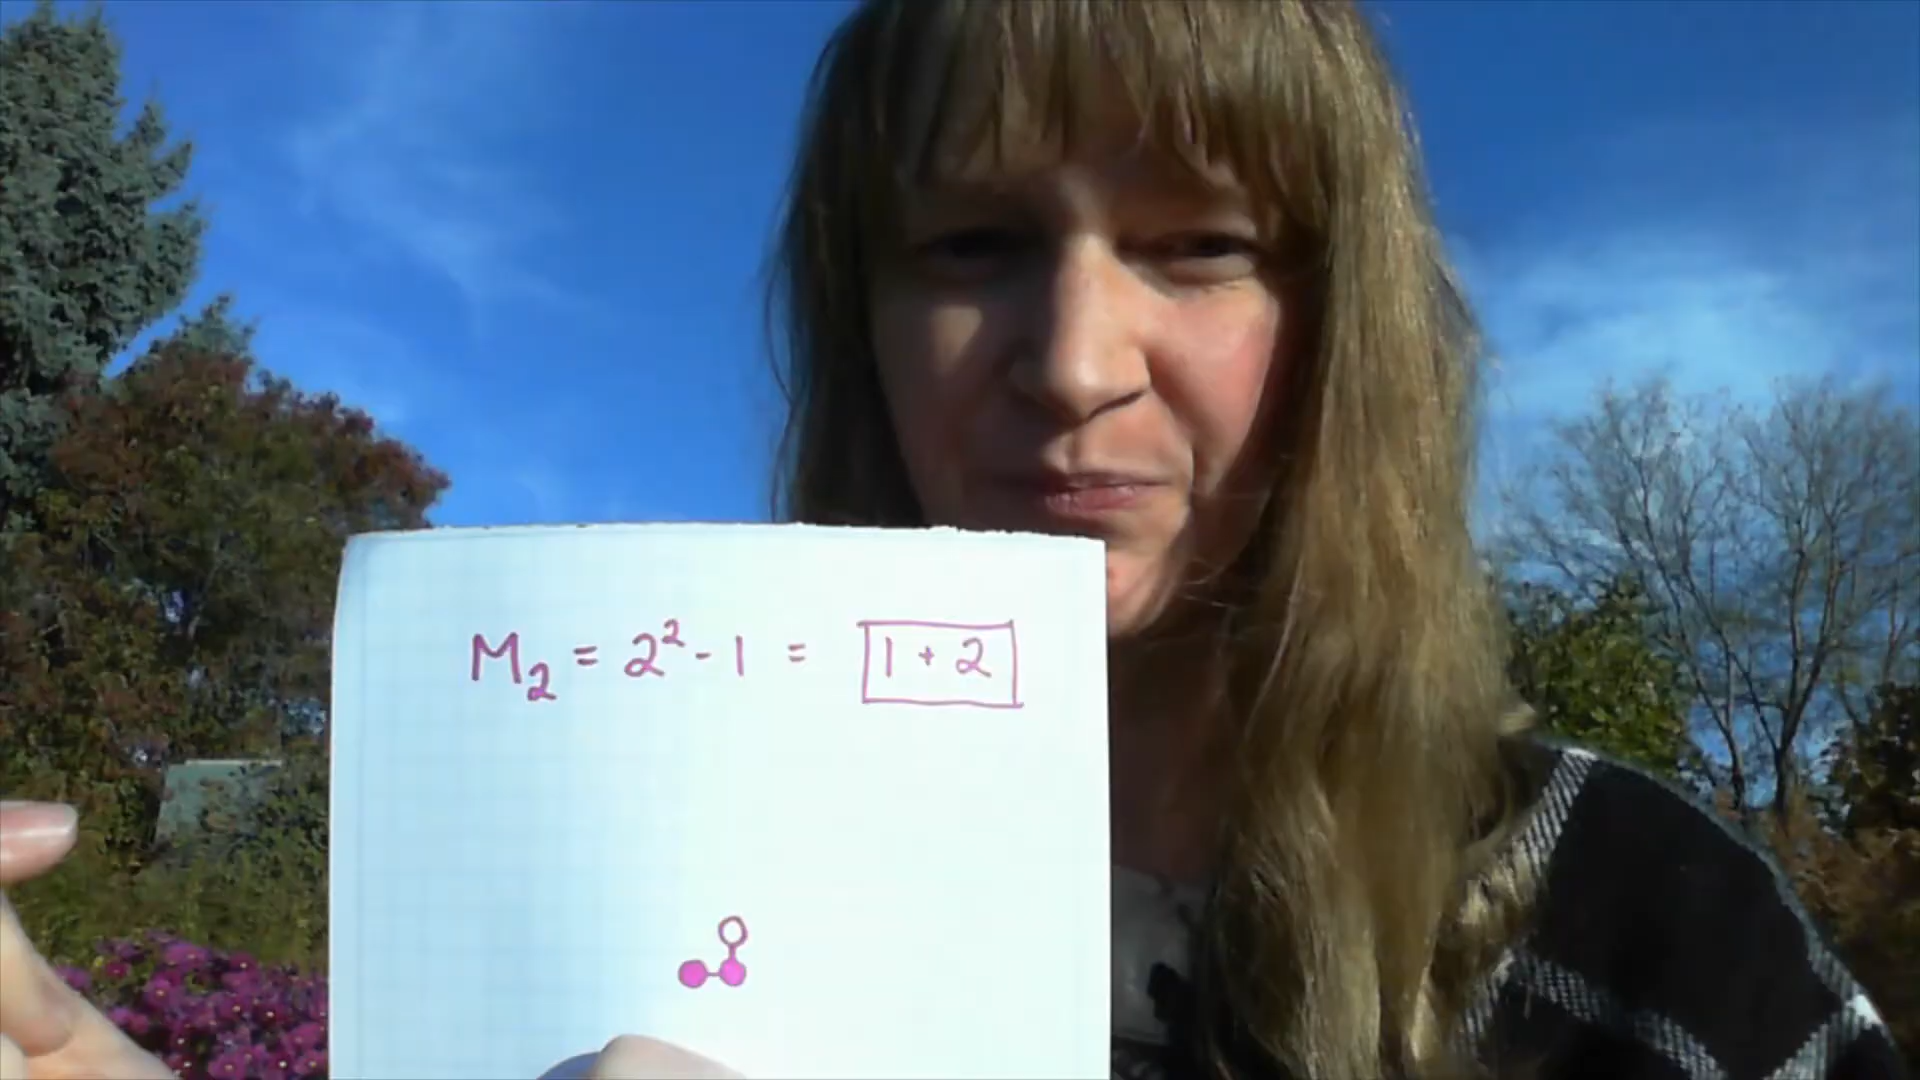 M₂ = 2² - 1 = 1 + 2